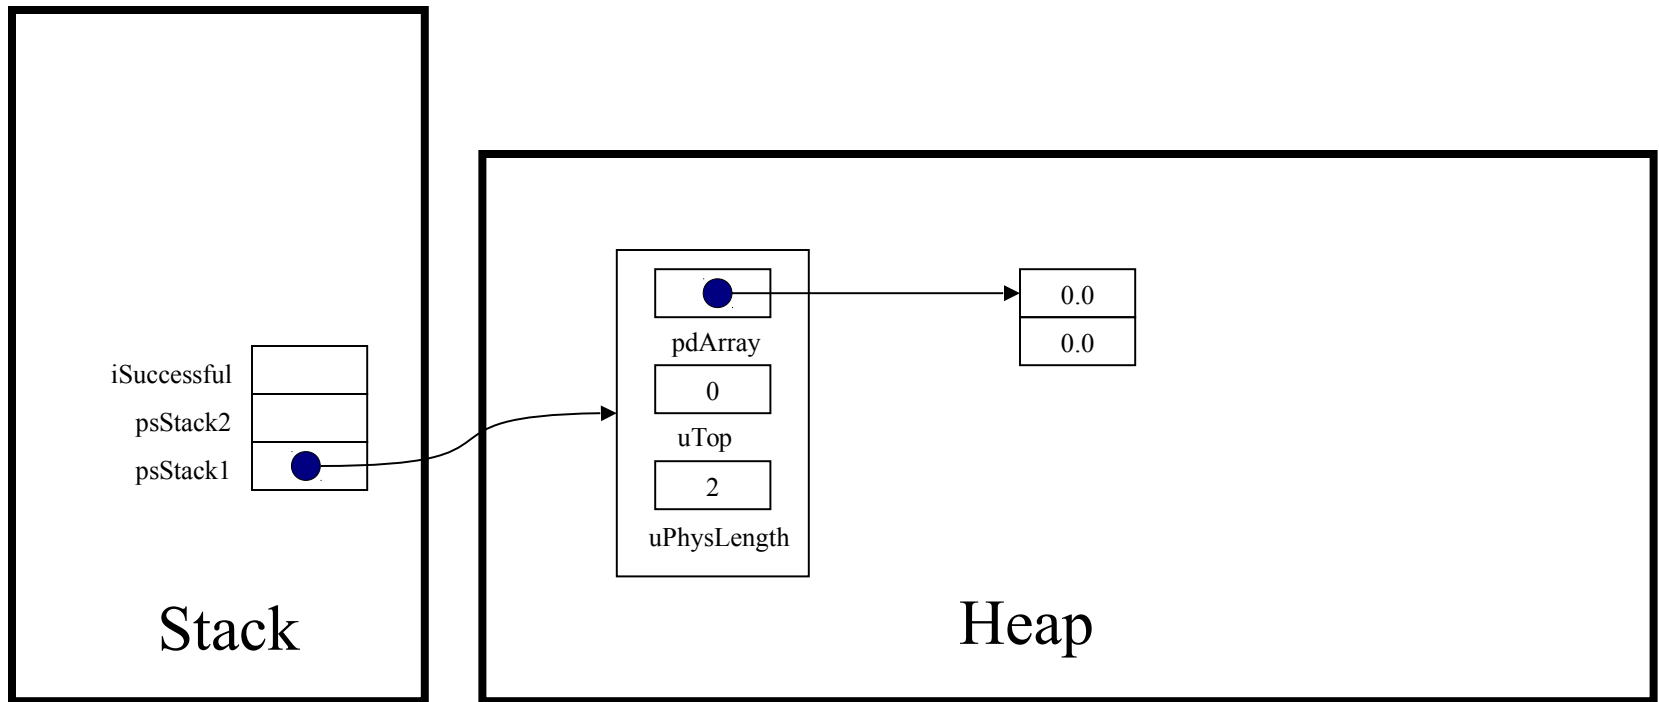 iSuccessful
psStack2
psStack1
Stack
pdArray
0
uTop
2
uPhysLength
0.0
0.0
Heap